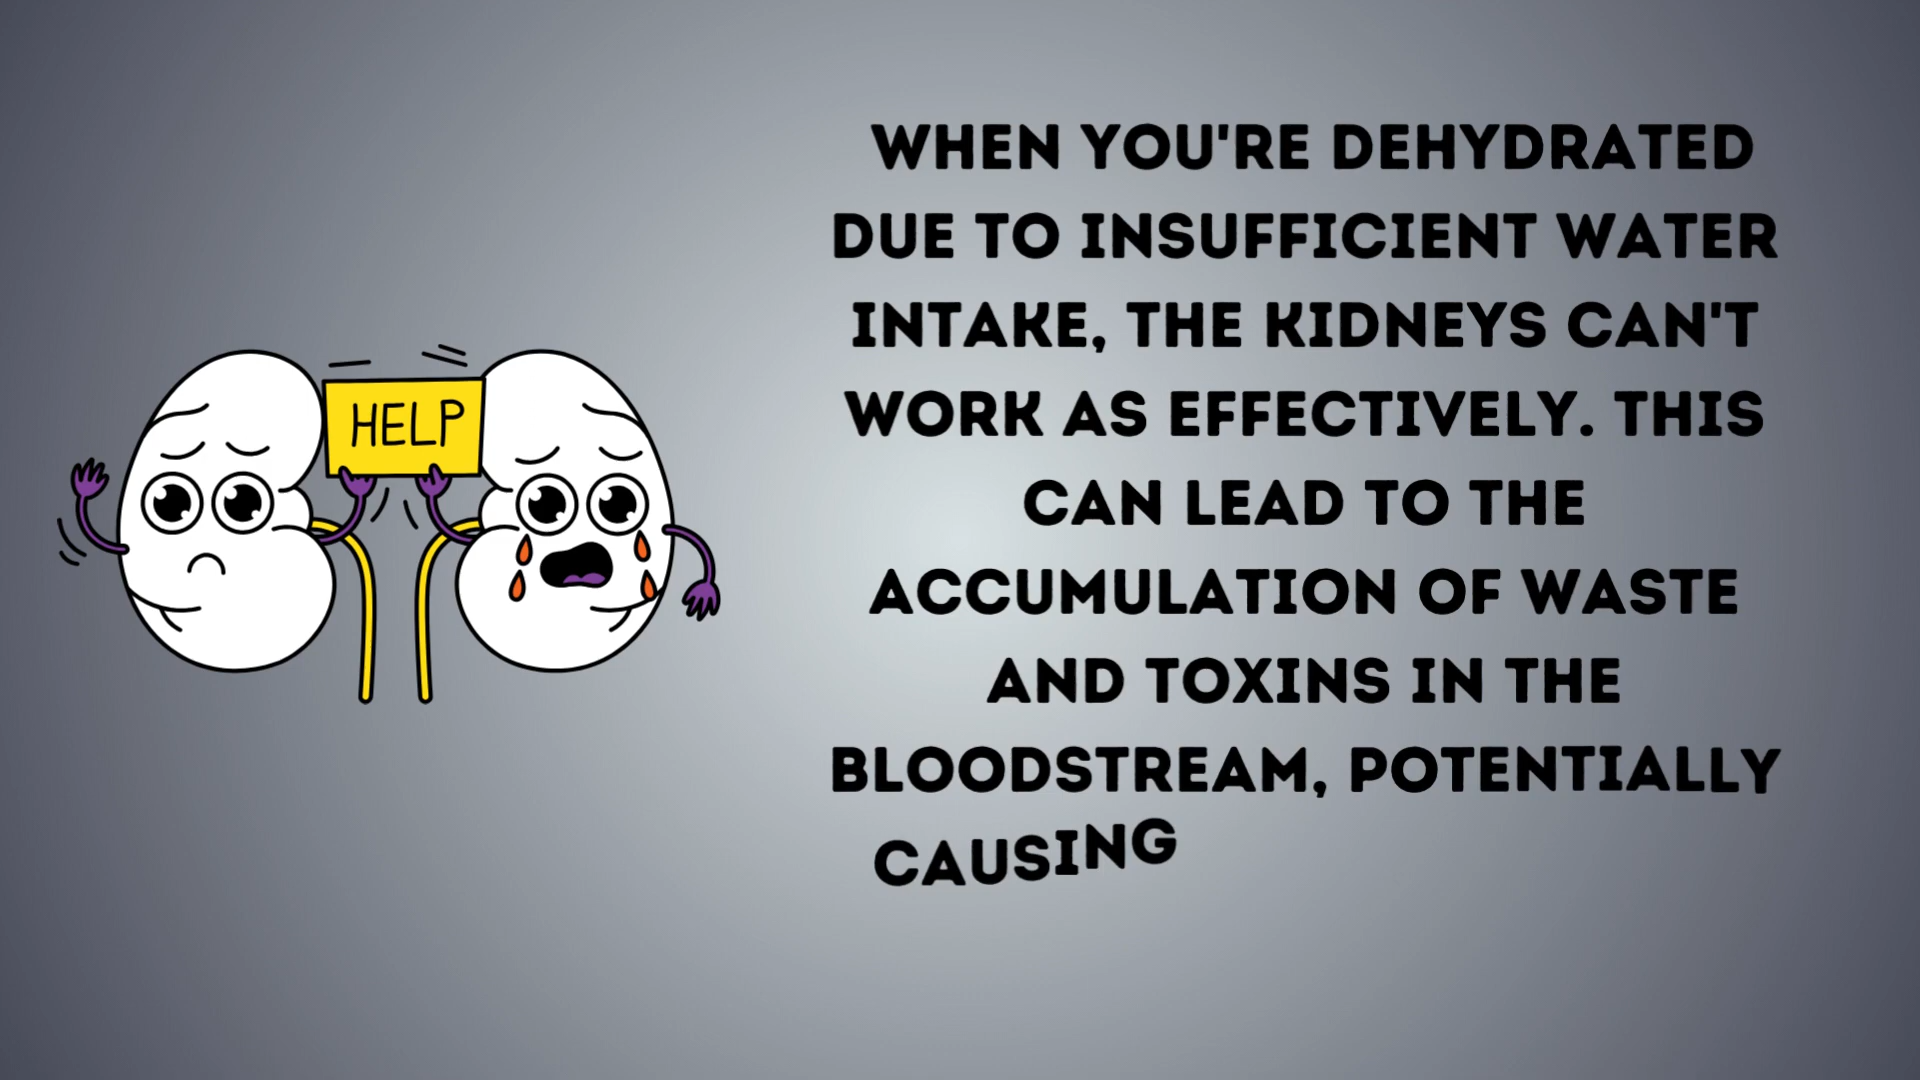 HELP
WHEN YOU'RE DEHYDRATED
DUE TO INSUFFICIENT WATER
INTAKE, THE KIDNEYS CAN'T
WORK AS EFFECTIVELY. THIS
CAN LEAD TO THE
ACCUMULATION OF WASTE
AND TOXINS IN THE
BLOODSTREAM, POTENTIALLY
CAUSING